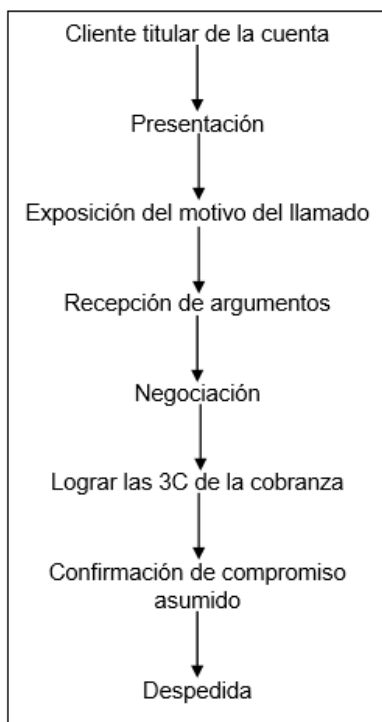 Cliente titular de la cuenta
Presentación
Exposición del motivo del llamado
Recepción de argumentos
Negociación
Lograr las 3C de la cobranza
Confirmación de compromiso
asumido
Despedida